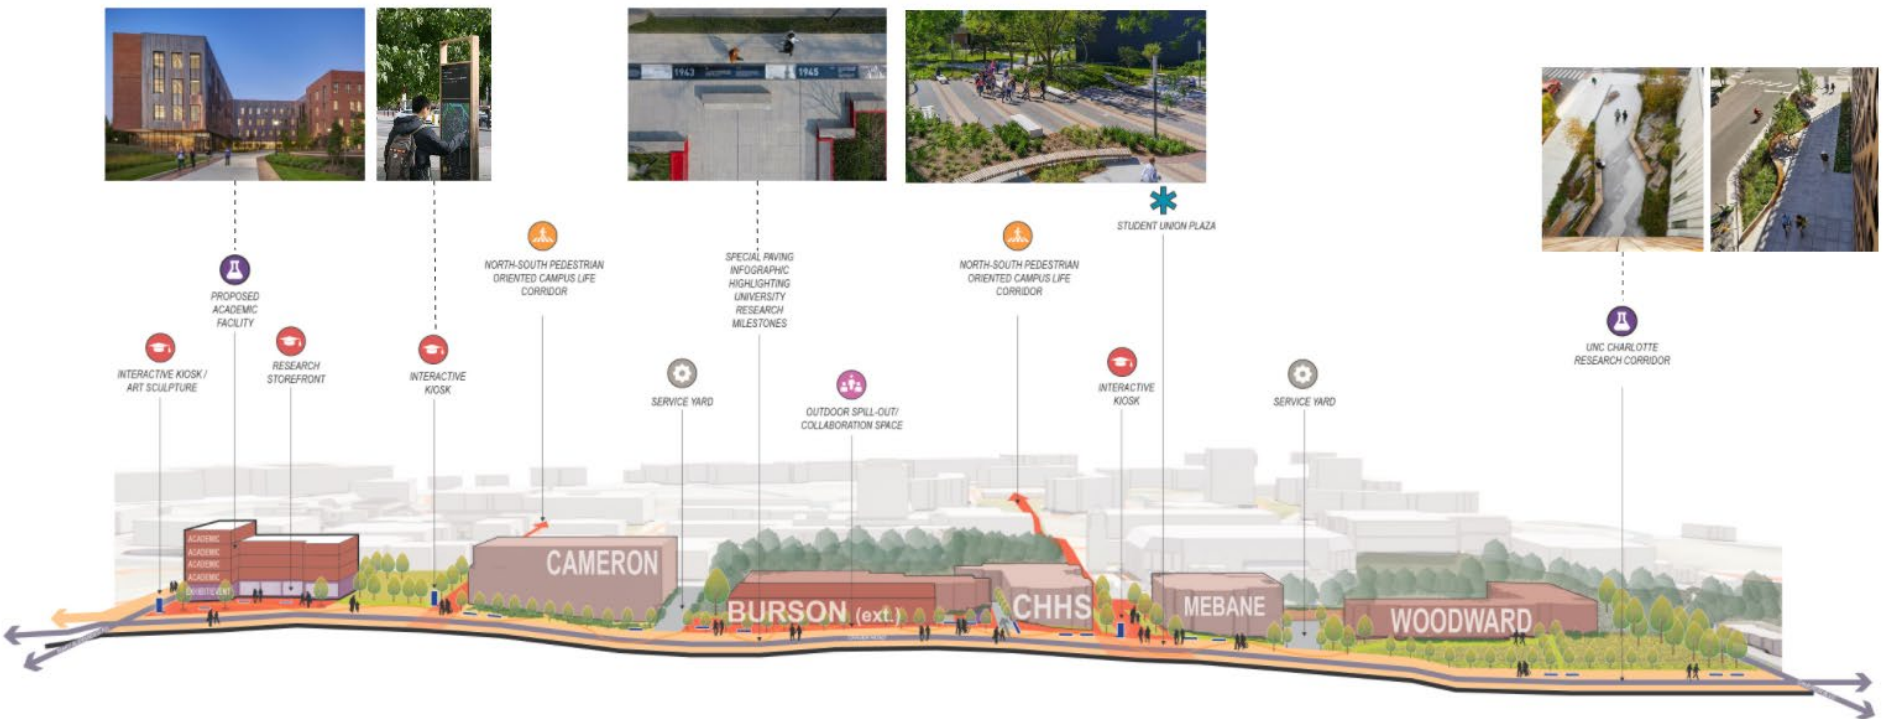 1943
1945
STUDENT UNION PLAZA
NORTH-SOUTH PEDESTRIAN
ORIENTED CAMPUS LIFE
CORRIDOR
SPECIAL PAVING
INFOGRAPHIC
HIGHLIGHTING
UNIVERSITY
RESEARCH
MILESTONES
NORTH-SOUTH PEDESTRIAN
ORIENTED CAMPUS LIFE
CORRIDOR
PROPOSED
ACADEMIC
FACILITY
INTERACTIVE KIOSK /
ART SCULPTURE
RESEARCH
STOREFRONT
INTERACTIVE
KIOSK
SERVICE YARD
OUTDOOR SPILL-OUT/
COLLABORATION SPACE
INTERACTIVE
KIOSK
SERVICE YARD
UNC CHARLOTTE
RESEARCH CORRIDOR
ACADEMIC
ACADEMIC
ACADEMIC
ACADEMIC
EXHIBIT/EVENT
CAMERON
BURSON (ext.)
CHHS
MEBANE
WOODWARD